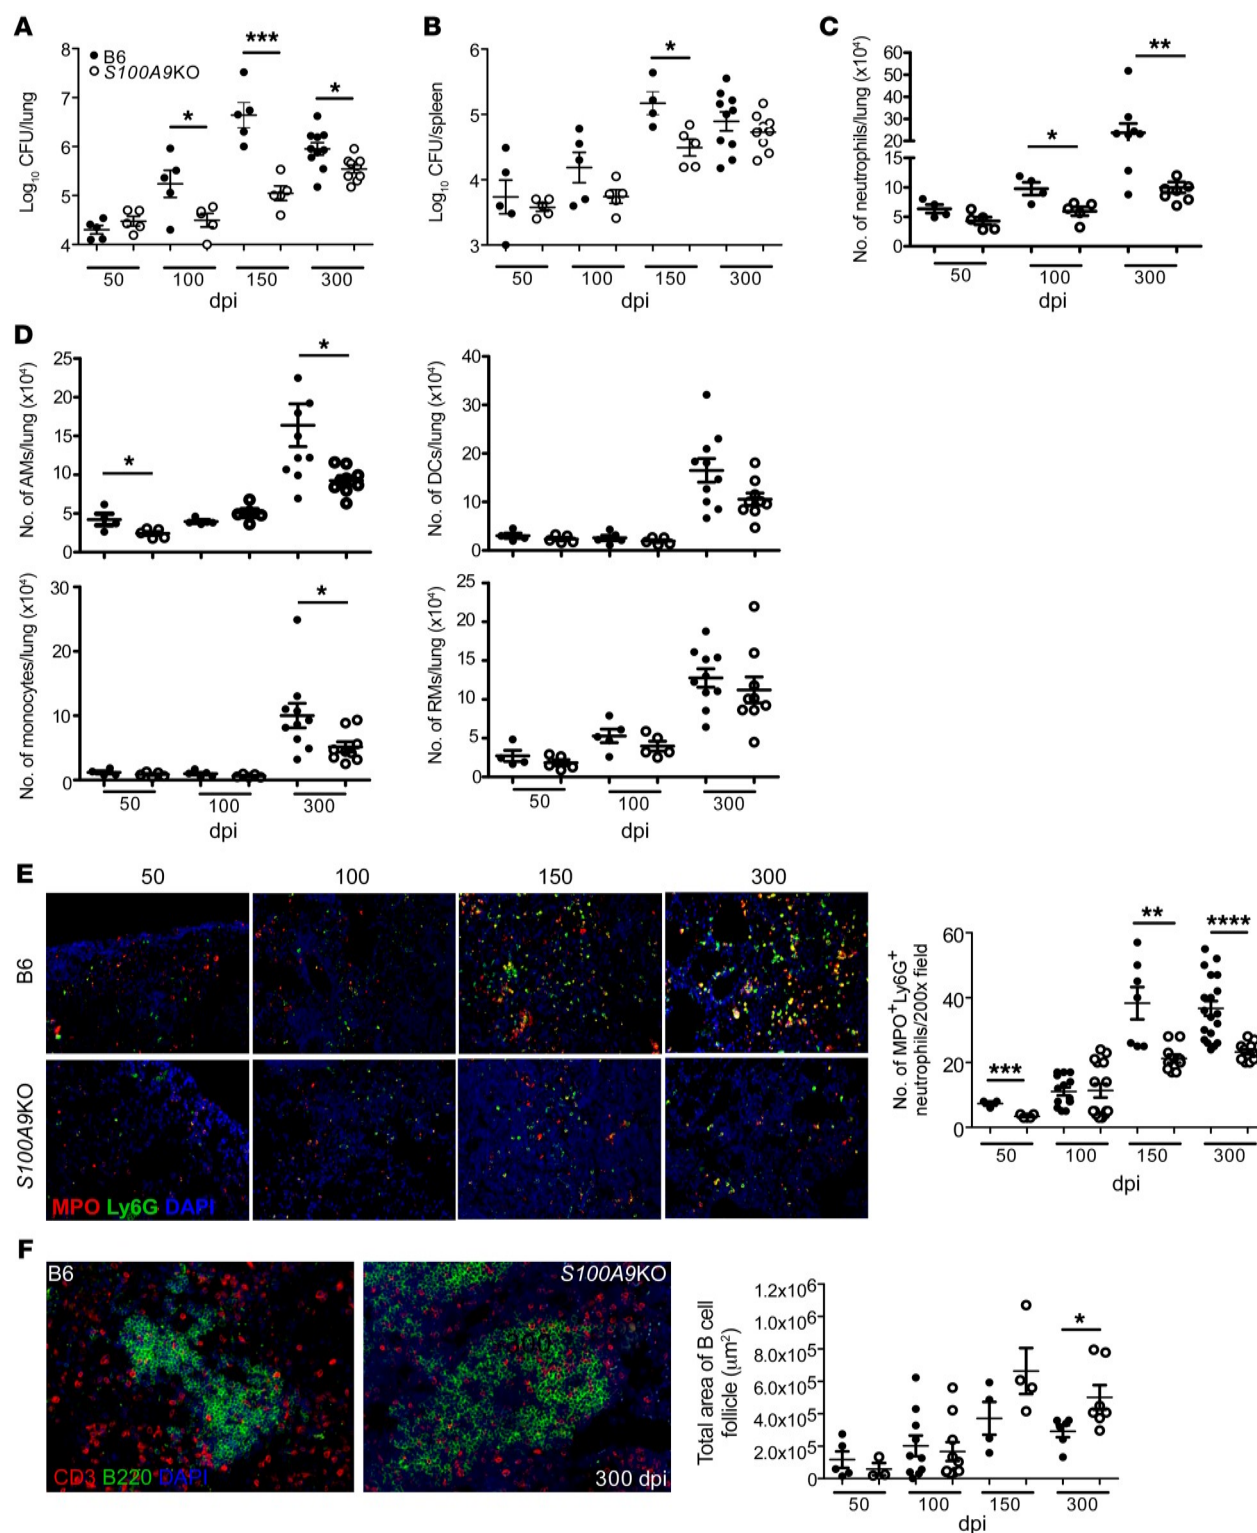 A
Log10 CFU/lung
8
7
6
5
4
B6
S100A9KO
*
***
*
50 100 150 300
dpi
B
Log10 CFU/spleen
6
5
4
3
*
50 100 150 300
dpi
C
No. of neutrophils/lung (x10⁴)
60
50
40
30
20
15
10
5
0
*
**
50 100 300
dpi
D
No. of AMs/lung (x10⁴)
25
20
15
10
5
0
*
*
No. of DCs/lung (x10⁴)
40
30
20
10
0
No. of monocytes/lung (x10⁴)
30
20
10
0
*
50 100 300
dpi
No. of RMs/lung (x10⁴)
25
20
15
10
5
0
50 100 300
dpi
E
50 100 150 300
B6
S100A9KO
MPO Ly6G DAPI
No. of MPO⁺Ly6G⁺
neutrophils/200x field
60
40
20
0
***
**
****
50 100 150 300
dpi
F
B6
CD3 B220 DAPI
S100A9KO
300 dpi
Total area of B cell
follicle (μm²)
1.2x10⁶
1.0x10⁶
8.0x10⁵
6.0x10⁵
4.0x10⁵
2.0x10⁵
0
*
50 100 150 300
dpi